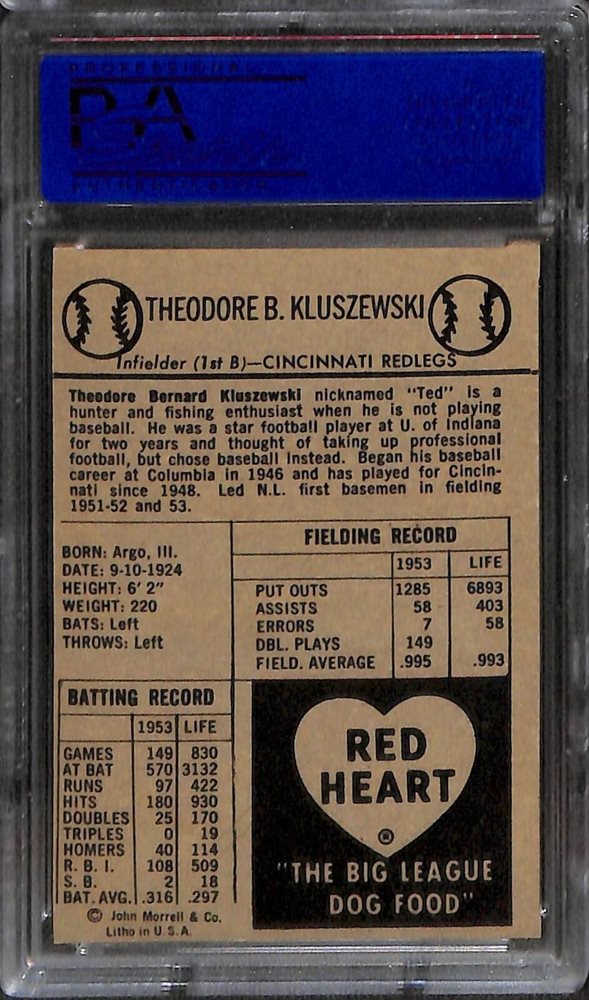 PROFESSIONAL
PSA
THEODORE B. KLUSZEWSKI
Infielder (1st B)—CINCINNATI REDLEGS
Theodore Bernard Kluszewski nicknamed "Ted" is a
hunter and fishing enthusiast when he is not playing
baseball. He was a star football player at U. of Indiana
for two years and thought of taking up professional
football, but chose baseball instead. Began his baseball
career at Columbia in 1946 and has played for Cincin-
nati since 1948. Led N.L. first basemen in fielding
1951-52 and 53.
BORN: Argo, Ill.
DATE: 9-10-1924
HEIGHT: 6' 2"
WEIGHT: 220
BATS: Left
THROWS: Left
FIELDING RECORD
1953 LIFE
PUT OUTS 1285 6893
ASSISTS 58 403
ERRORS 7 58
DBL. PLAYS 149
FIELD. AVERAGE .995 .993
BATTING RECORD
1953 LIFE
GAMES 149 830
AT BAT 570 3132
RUNS 97 422
HITS 180 930
DOUBLES 25 170
TRIPLES 0 19
HOMERS 40 114
R. B. I. 108 509
S. B. 2 18
BAT. AVG. .316 .297
© John Morrell & Co.
Litho in U. S. A.
RED
HEART
®
"THE BIG LEAGUE
DOG FOOD"